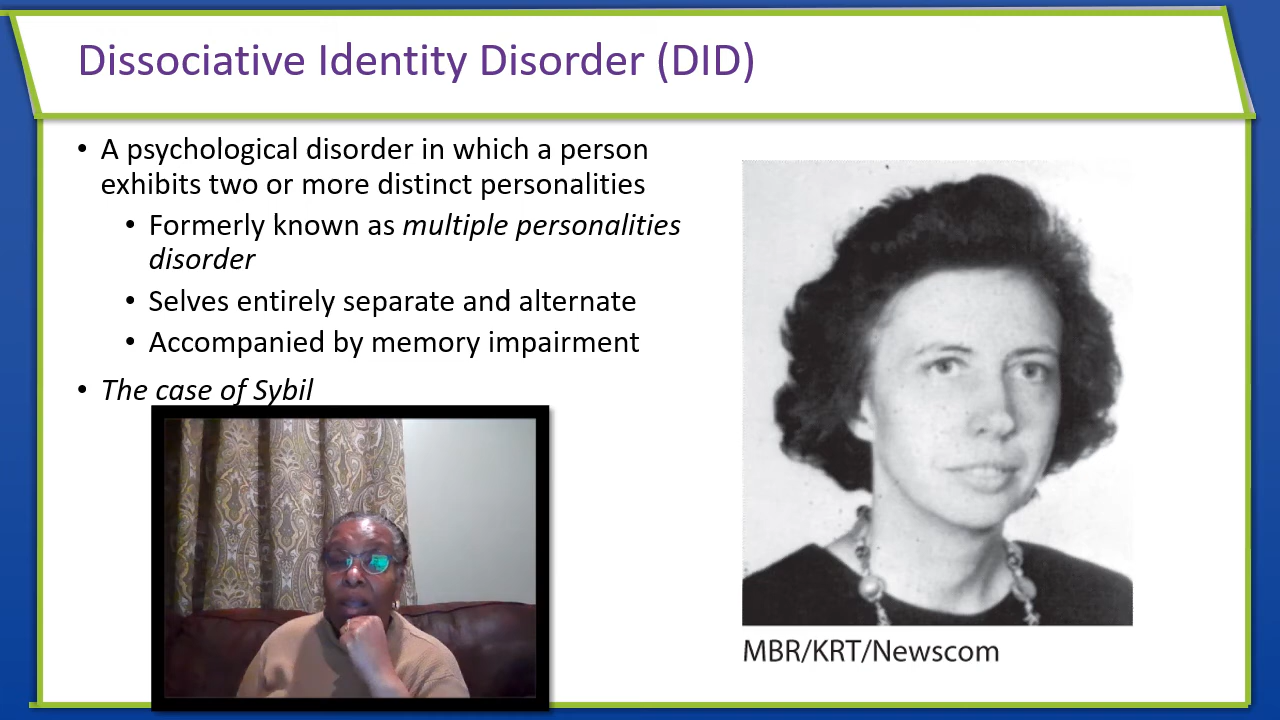 Dissociative Identity Disorder (DID)
• A psychological disorder in which a person
exhibits two or more distinct personalities
• Formerly known as multiple personalities
disorder
• Selves entirely separate and alternate
• Accompanied by memory impairment
• The case of Sybil
MBR/KRT/Newscom